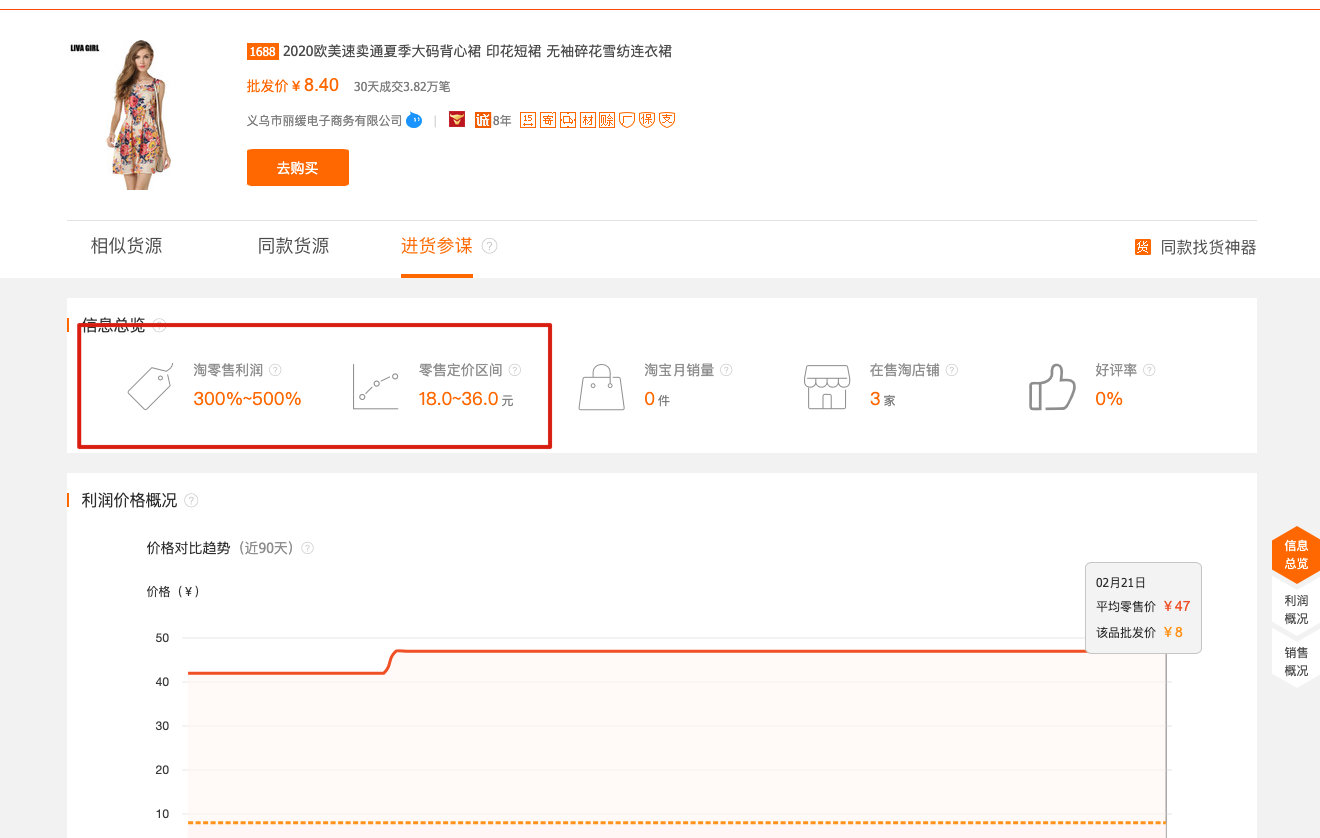 LIVA GIRL
1688 2020欧美速卖通夏季大码背心裙 印花短裙 无袖碎花雪纺连衣裙
批发价 ¥ 8.40 30天成交3.82万笔
义乌市丽缓电子商务有限公司 | 诚 8年 15 寄 材 赊 厂 保 支
去购买
相似货源 同款货源 进货参谋 ? 货 同款找货神器
信息总览 ?
淘零售利润 ? 零售定价区间 ? 淘宝月销量 ? 在售淘店铺 ? 好评率 ?
300%~500% 18.0~36.0 元 0 件 3 家 0%
利润价格概况 ?
价格对比趋势（近90天） ?
价格（¥）
02月21日
平均零售价 ¥ 47
该品批发价 ¥ 8
50
40
30
20
10
信息
总览
利润
概况
销售
概况